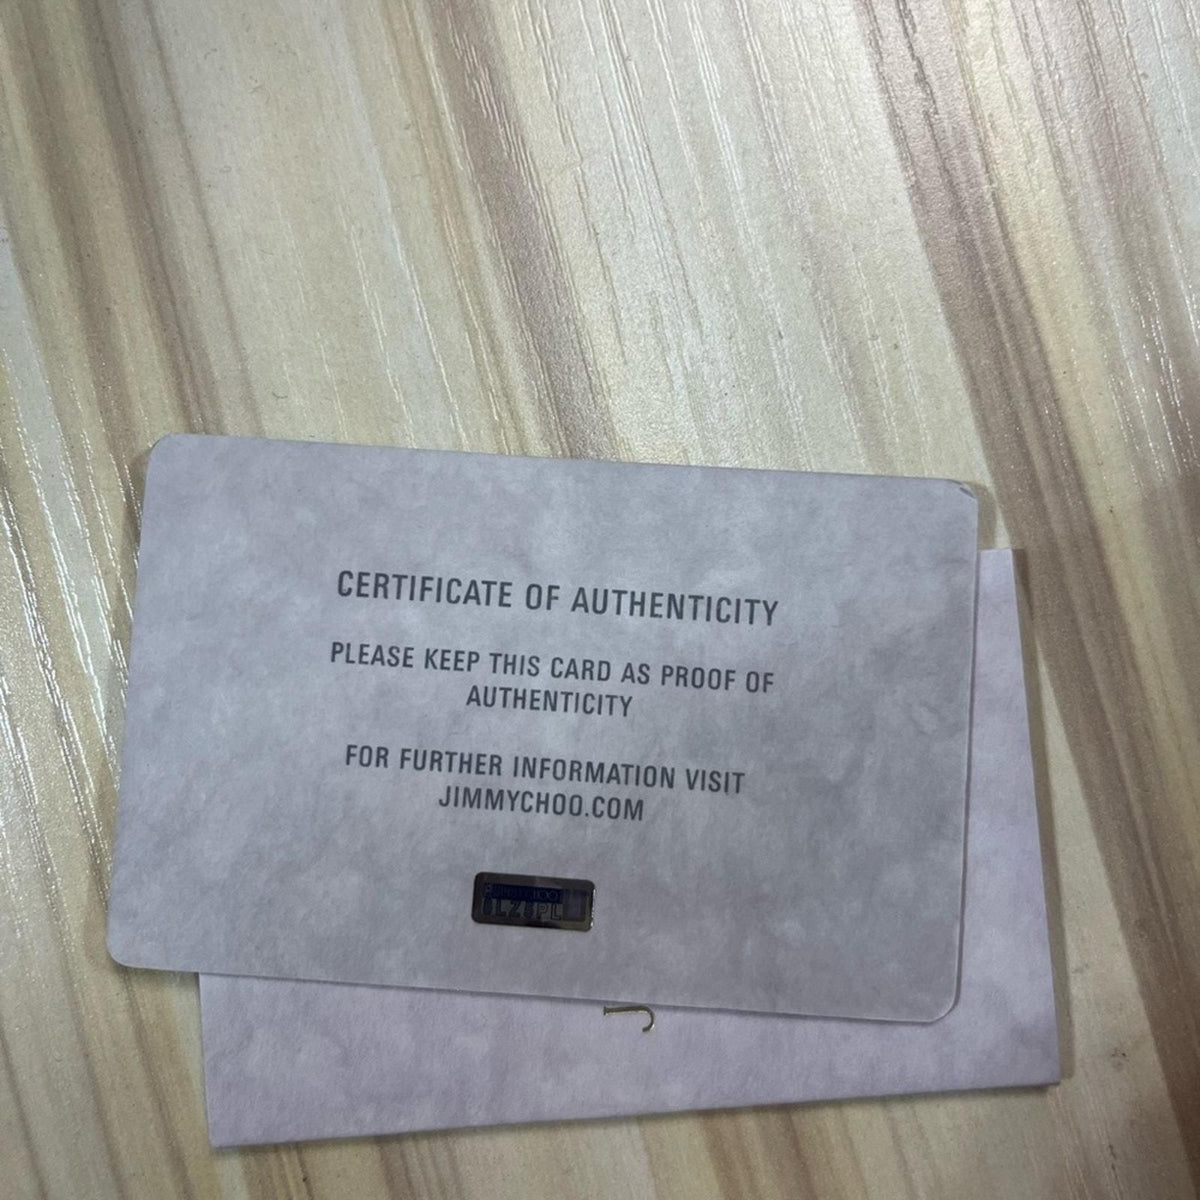 CERTIFICATE OF AUTHENTICITY
PLEASE KEEP THIS CARD AS PROOF OF
AUTHENTICITY
FOR FURTHER INFORMATION VISIT
JIMMYCHOO.COM
J